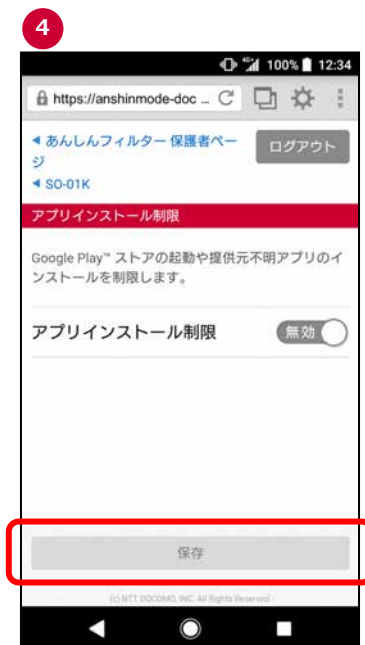 4
4G 100% 12:34
https://anshinmode-doc ...
◀ あんしんフィルター 保護者ペー
ジ
ログアウト
◀ SO-01K
アプリインストール制限
Google Play™ ストアの起動や提供元不明アプリのイ
ンストールを制限します。
アプリインストール制限
無効
保存
(c) NTT DOCOMO, INC. All Rights Reserved.